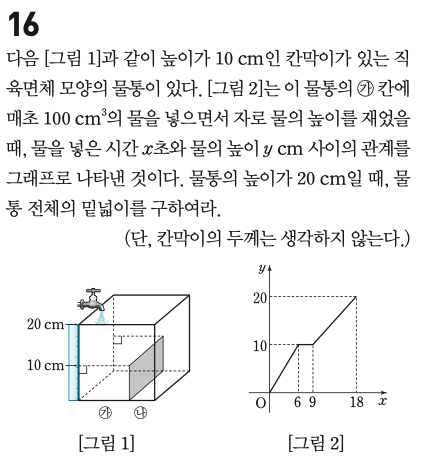 16
다음 [그림 1]과 같이 높이가 10 cm인 칸막이가 있는 직
육면체 모양의 물통이 있다. [그림 2]는 이 물통의 ㉮ 칸에
매초 100 cm³의 물을 넣으면서 자로 물의 높이를 재었을
때, 물을 넣은 시간 x초와 물의 높이 y cm 사이의 관계를
그래프로 나타낸 것이다. 물통의 높이가 20 cm일 때, 물
통 전체의 밑넓이를 구하여라.
(단, 칸막이의 두께는 생각하지 않는다.)
20 cm
10 cm
㉮ ㉯
[그림 1]
y
20
10
O 6 9 18 x
[그림 2]